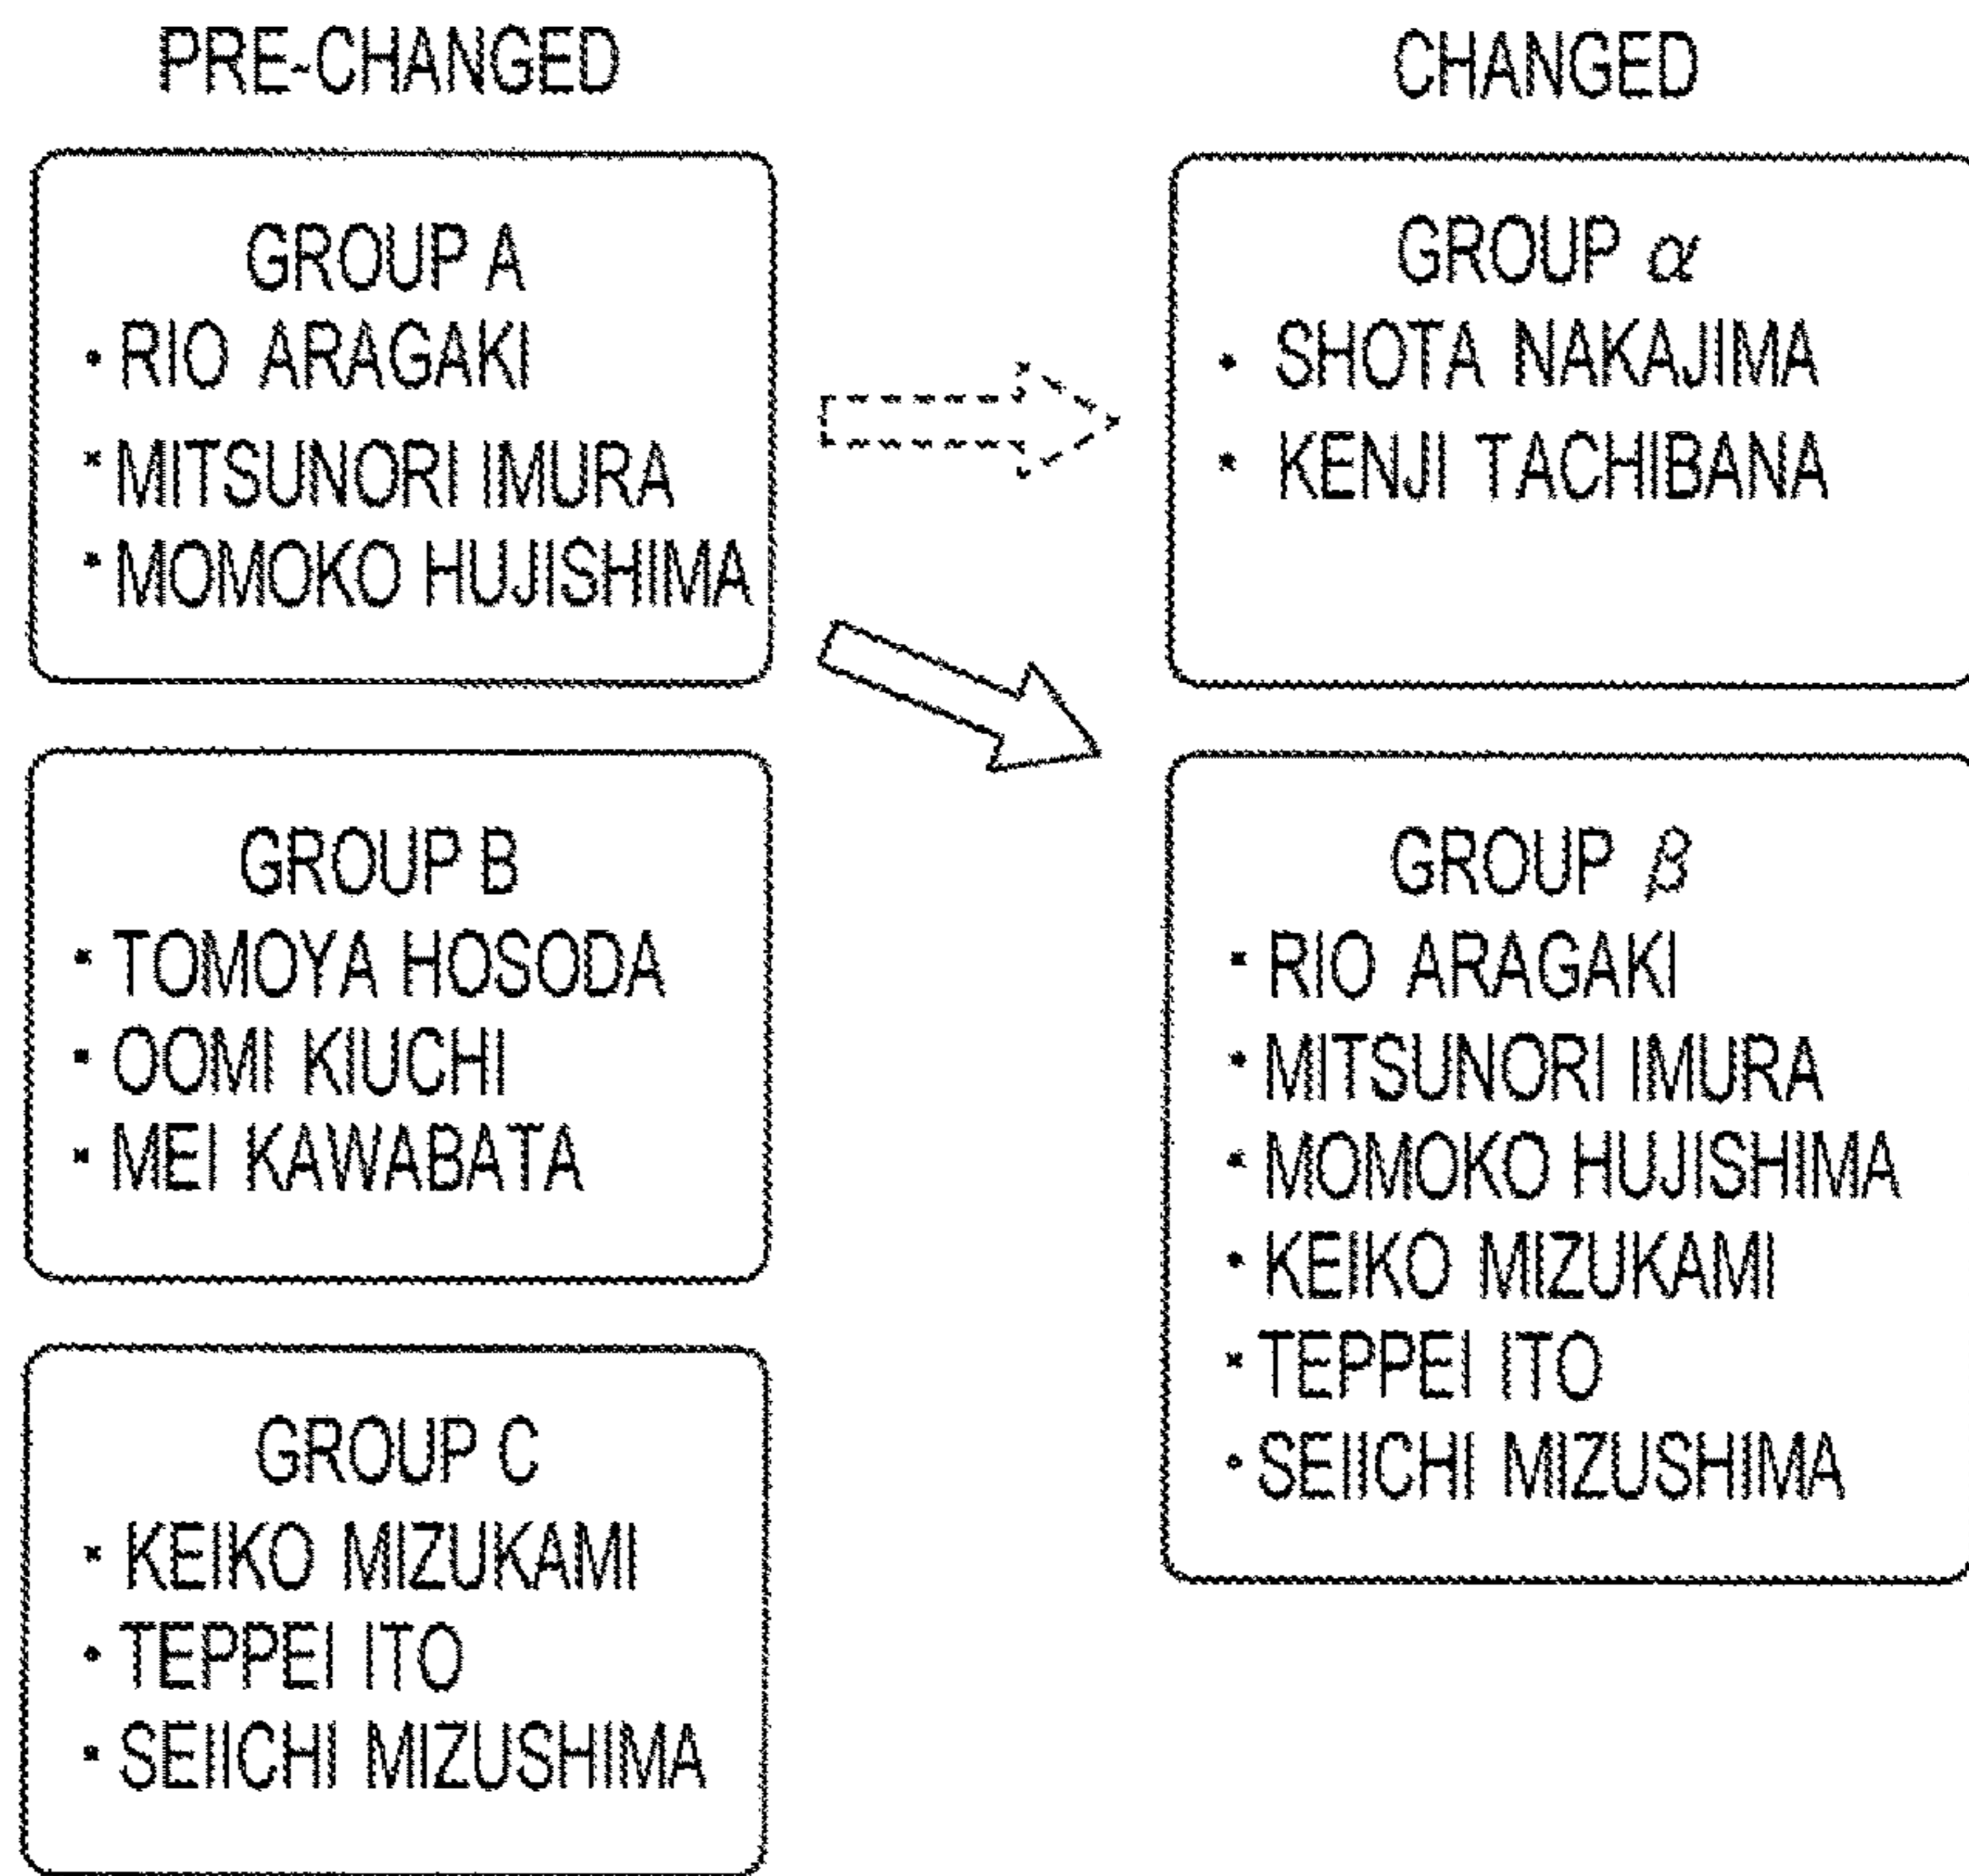 PRE-CHANGED
GROUP A
・RIO ARAGAKI
・MITSUNORI IMURA
・MOMOKO HUJISHIMA
GROUP B
・TOMOYA HOSODA
・OOMI KIUCHI
・MEI KAWABATA
GROUP C
・KEIKO MIZUKAMI
・TEPPEI ITO
・SEIICHI MIZUSHIMA
CHANGED
GROUP α
・SHOTA NAKAJIMA
・KENJI TACHIBANA
GROUP β
・RIO ARAGAKI
・MITSUNORI IMURA
・MOMOKO HUJISHIMA
・KEIKO MIZUKAMI
・TEPPEI ITO
・SEIICHI MIZUSHIMA